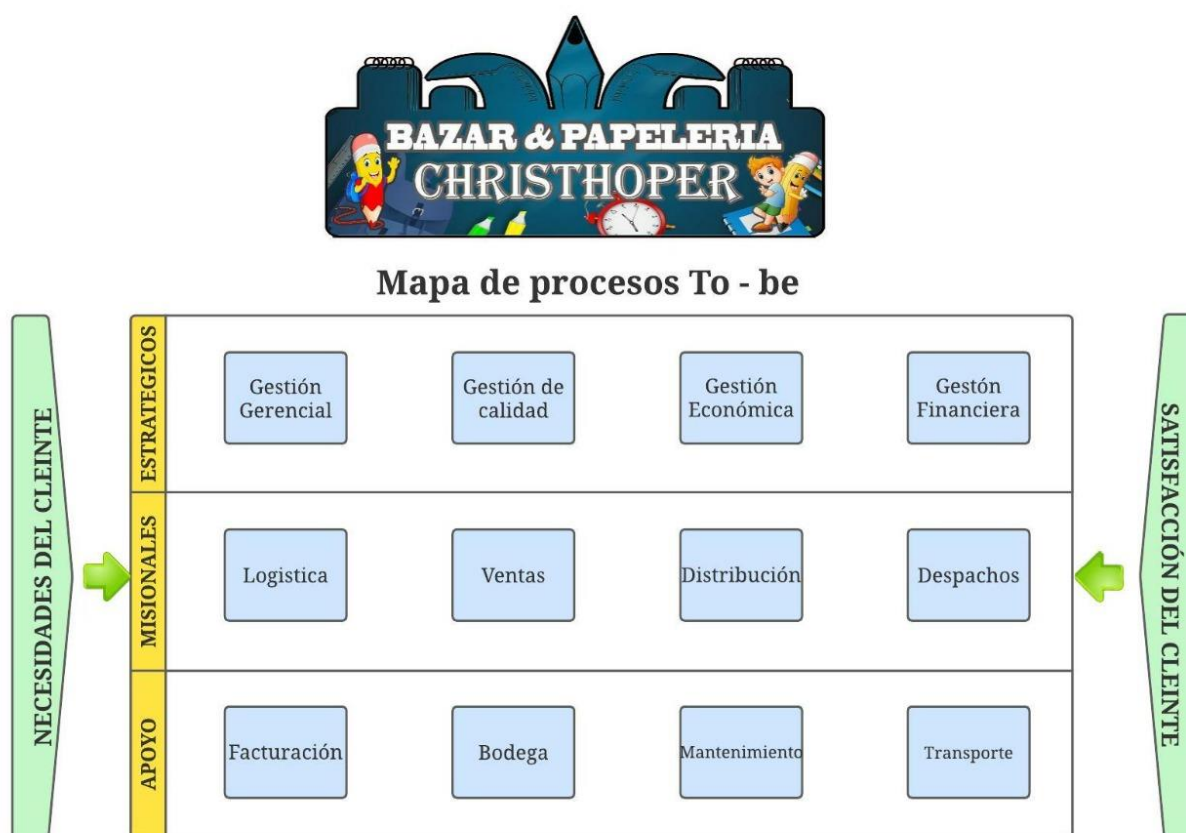 BAZAR & PAPELERIA
CHRISTHOPER
Mapa de procesos To - be
NECESIDADES DEL CLEINTE
ESTRATEGICOS
Gestión
Gerencial
Gestión de
calidad
Gestión
Económica
Gestón
Financiera
MISIONALES
Logistica
Ventas
Distribución
Despachos
APOYO
Facturación
Bodega
Mantenimiento
Transporte
SATISFACCIÓN DEL CLEINTE